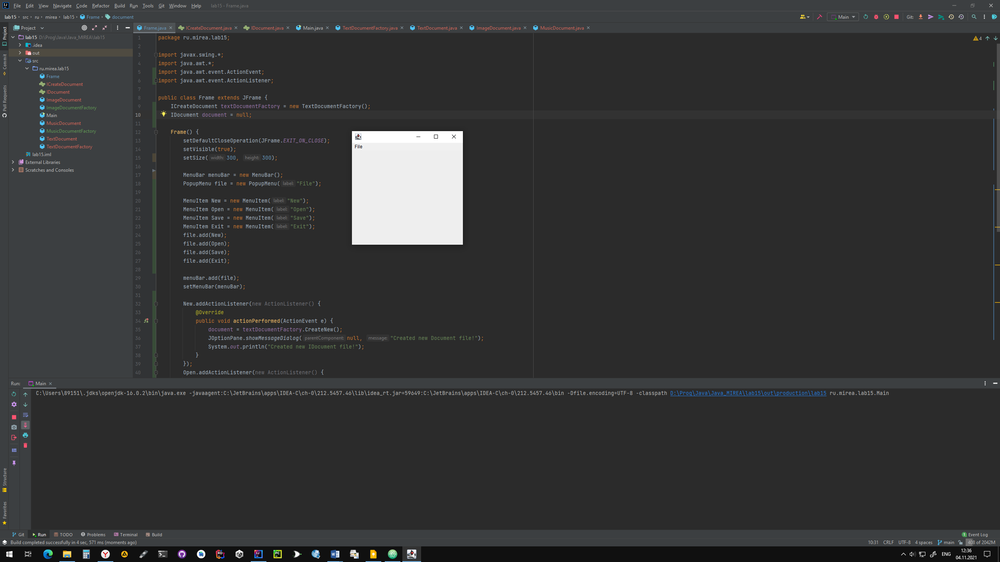 File Edit View Navigate Code Refactor Build Run Tools Git Window Help lab15 - Frame.java
lab15 › src › ru › mirea › lab15 › Frame › document
Main Git:
Project
Frame.java ICreateDocument.java IDocument.java Main.java TextDocumentFactory.java TextDocument.java ImageDocument.java MusicDocument.java
Project
Commit
Pull Requests
Structure
Favorites
lab15 D:\Prog\Java\Java_MIREA\lab15
.idea
out
src
ru.mirea.lab15
Frame
ICreateDocument
IDocument
ImageDocument
ImageDocumentFactory
Main
MusicDocument
MusicDocumentFactory
TextDocument
TextDocumentFactory
lab15.iml
External Libraries
Scratches and Consoles
4
1 package ru.mirea.lab15;
2
3 import javax.swing.*;
4 import java.awt.*;
5 import java.awt.event.ActionEvent;
6 import java.awt.event.ActionListener;
7
8 public class Frame extends JFrame {
9 ICreateDocument textDocumentFactory = new TextDocumentFactory();
10 IDocument document = null;
11
12 Frame() {
13 setDefaultCloseOperation(JFrame.EXIT_ON_CLOSE);
14 setVisible(true);
15 setSize( width: 300, height: 300);
16
17 MenuBar menuBar = new MenuBar();
18 PopupMenu file = new PopupMenu( label: "File");
19
20 MenuItem New = new MenuItem( label: "New");
21 MenuItem Open = new MenuItem( label: "Open");
22 MenuItem Save = new MenuItem( label: "Save");
23 MenuItem Exit = new MenuItem( label: "Exit");
24 file.add(New);
25 file.add(Open);
26 file.add(Save);
27 file.add(Exit);
28
29 menuBar.add(file);
30 setMenuBar(menuBar);
31
32 New.addActionListener(new ActionListener() {
33 @Override
34 public void actionPerformed(ActionEvent e) {
35 document = textDocumentFactory.CreateNew();
36 JOptionPane.showMessageDialog( parentComponent: null, message: "Created new Document file!");
37 System.out.println("Created new IDocument file!");
38 }
39 });
40 Open.addActionListener(new ActionListener() {
File
Run: Main
C:\Users\89151\.jdks\openjdk-16.0.2\bin\java.exe -javaagent:C:\JetBrains\apps\IDEA-C\ch-0\212.5457.46\lib\idea_rt.jar=59649:C:\JetBrains\apps\IDEA-C\ch-0\212.5457.46\bin -Dfile.encoding=UTF-8 -classpath D:\Prog\Java\Java_MIREA\lab15\out\production\lab15 ru.mirea.lab15.Main
Git Run TODO Problems Terminal Build 1 Event Log
Build completed successfully in 4 sec, 571 ms (moments ago) 10:31 CRLF UTF-8 4 spaces main 408 of 2042M
ENG 12:36
04.11.2021